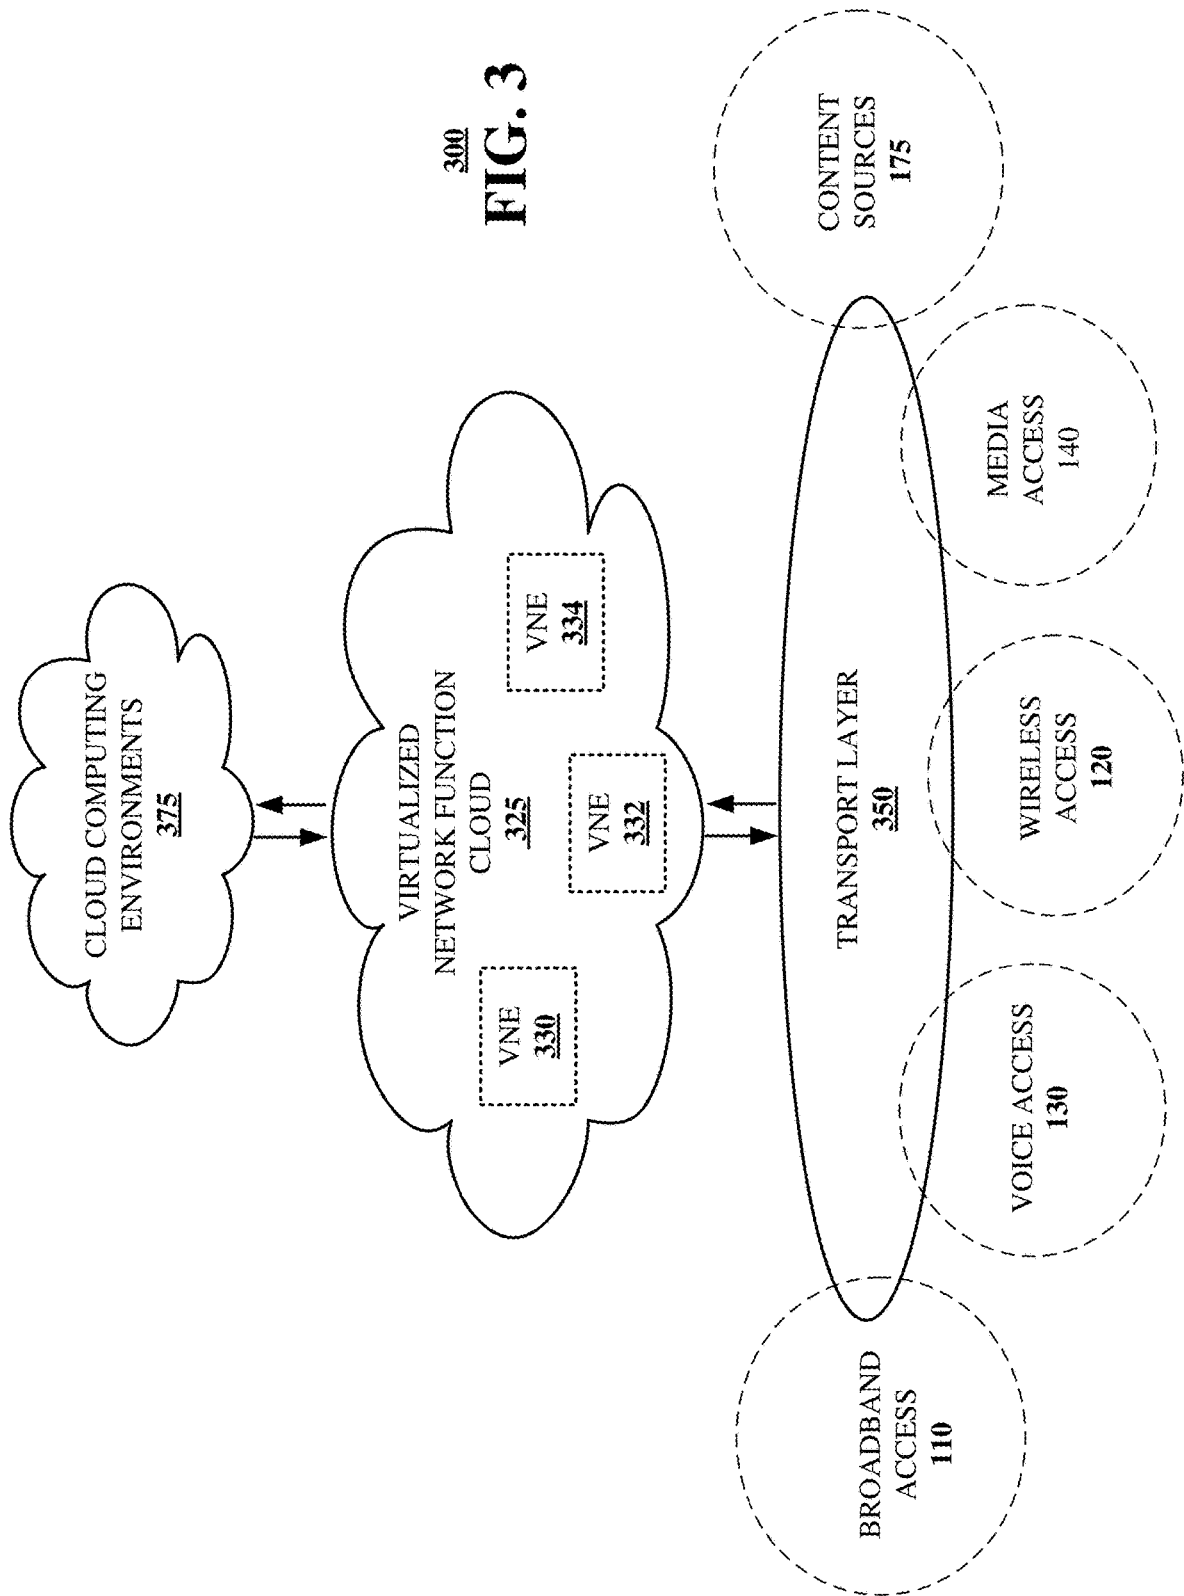 CLOUD COMPUTING
ENVIRONMENTS
375
VIRTUALIZED
NETWORK FUNCTION
CLOUD
325
VNE
330
VNE
332
VNE
334
TRANSPORT LAYER
350
BROADBAND
ACCESS
110
VOICE ACCESS
130
WIRELESS
ACCESS
120
MEDIA
ACCESS
140
CONTENT
SOURCES
175
300
FIG. 3